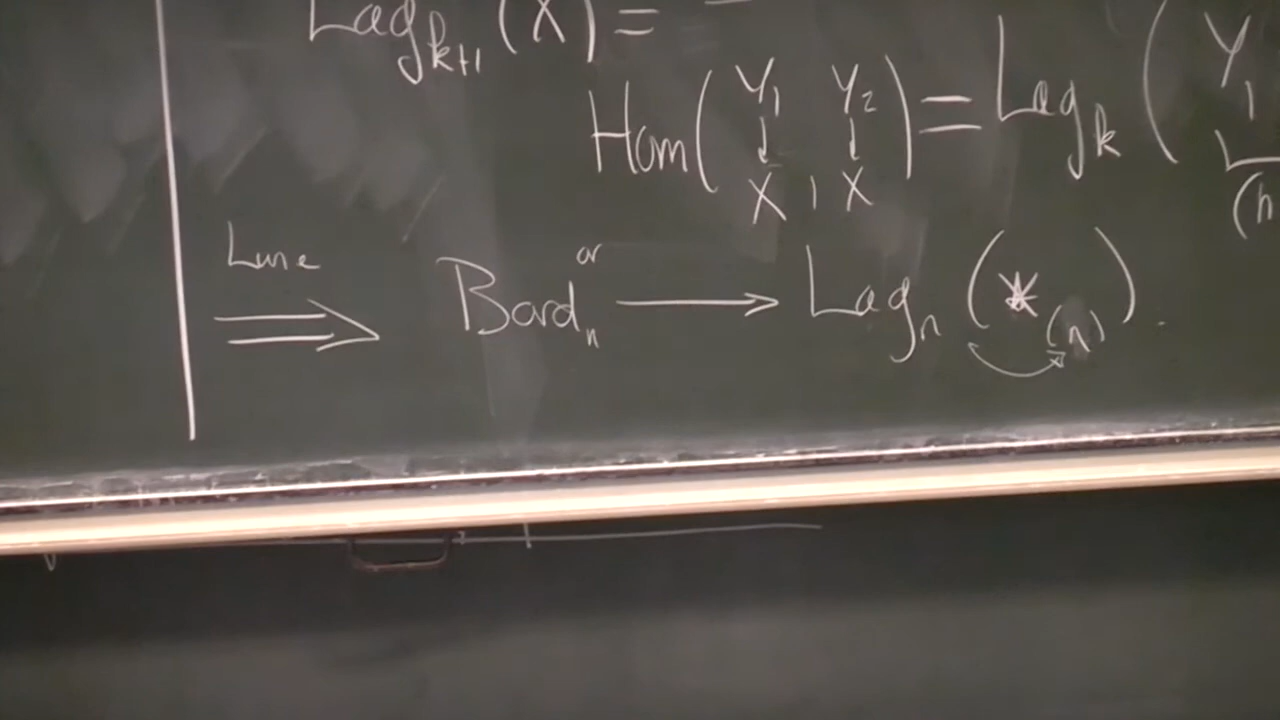 Lag_{k+1} (X) =
Hom( Y_1 ↓ X , Y_2 ↓ X ) = Lag_k ( Y_1
(n
Lurie
⟹ Bord_n^{or} ⟶ Lag_n ( *_{(n)} ).